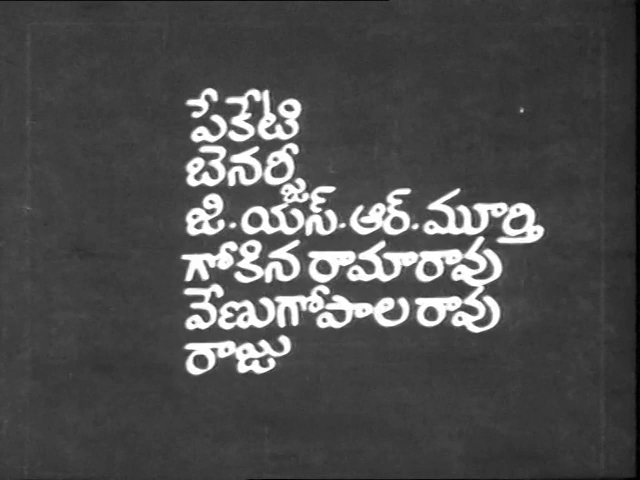 పేకేటి
బెనర్జీ
జి.యస్.ఆర్.మూర్తి
గోకిన రామారావు
వేణుగోపాల రావు
రాజు